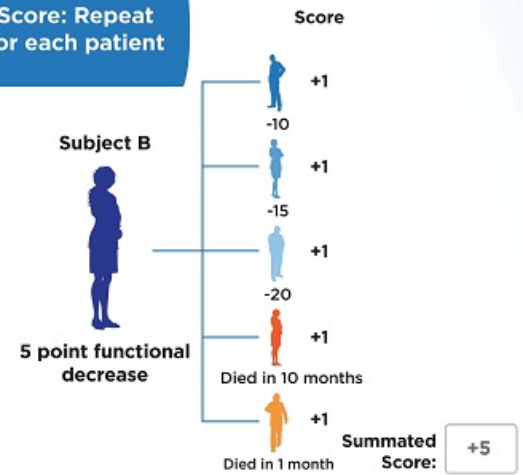 Score: Repeat
or each patient
Score
+1
-10
Subject B
+1
-15
+1
-20
5 point functional
decrease
+1
Died in 10 months
+1
Died in 1 month
Summated
Score:
+5